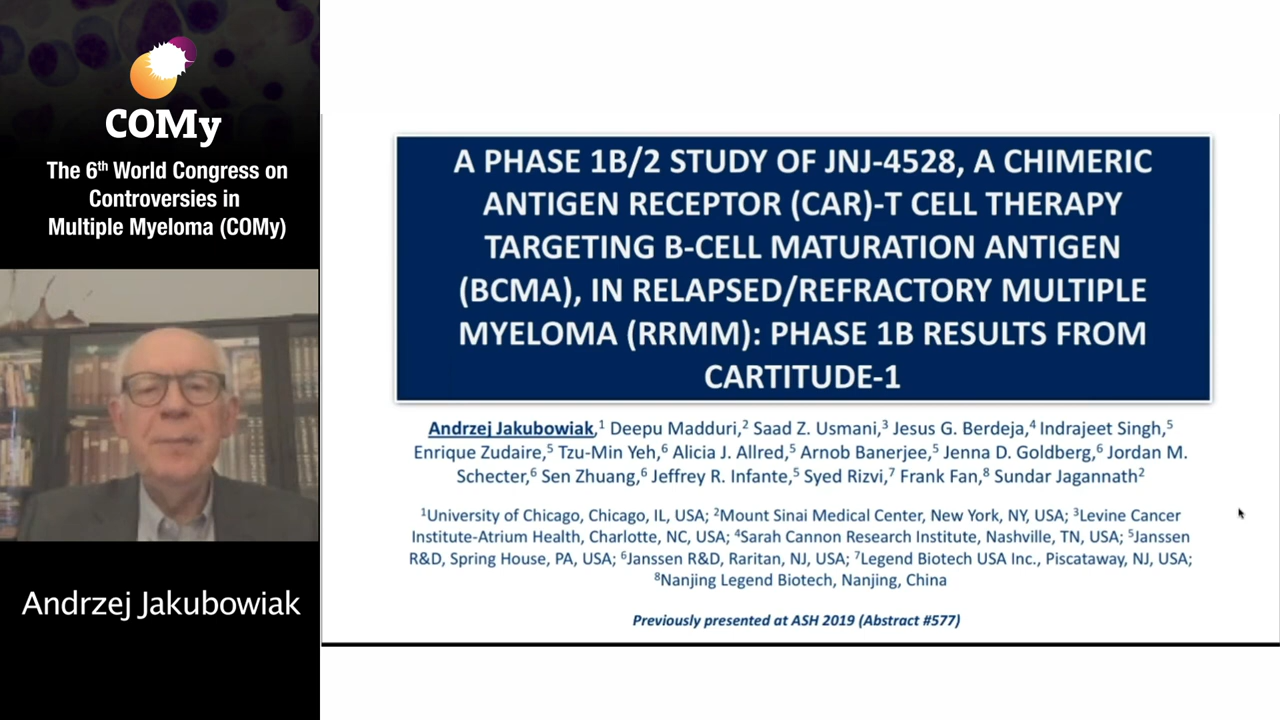 COMy
The 6th World Congress on
Controversies in
Multiple Myeloma (COMy)
Andrzej Jakubowiak
A PHASE 1B/2 STUDY OF JNJ-4528, A CHIMERIC
ANTIGEN RECEPTOR (CAR)-T CELL THERAPY
TARGETING B-CELL MATURATION ANTIGEN
(BCMA), IN RELAPSED/REFRACTORY MULTIPLE
MYELOMA (RRMM): PHASE 1B RESULTS FROM
CARTITUDE-1
Andrzej Jakubowiak,1 Deepu Madduri,2 Saad Z. Usmani,3 Jesus G. Berdeja,4 Indrajeet Singh,5
Enrique Zudaire,5 Tzu-Min Yeh,6 Alicia J. Allred,5 Arnob Banerjee,5 Jenna D. Goldberg,6 Jordan M.
Schecter,6 Sen Zhuang,6 Jeffrey R. Infante,5 Syed Rizvi,7 Frank Fan,8 Sundar Jagannath2
1University of Chicago, Chicago, IL, USA; 2Mount Sinai Medical Center, New York, NY, USA; 3Levine Cancer
Institute-Atrium Health, Charlotte, NC, USA; 4Sarah Cannon Research Institute, Nashville, TN, USA; 5Janssen
R&D, Spring House, PA, USA; 6Janssen R&D, Raritan, NJ, USA; 7Legend Biotech USA Inc., Piscataway, NJ, USA;
8Nanjing Legend Biotech, Nanjing, China
Previously presented at ASH 2019 (Abstract #577)